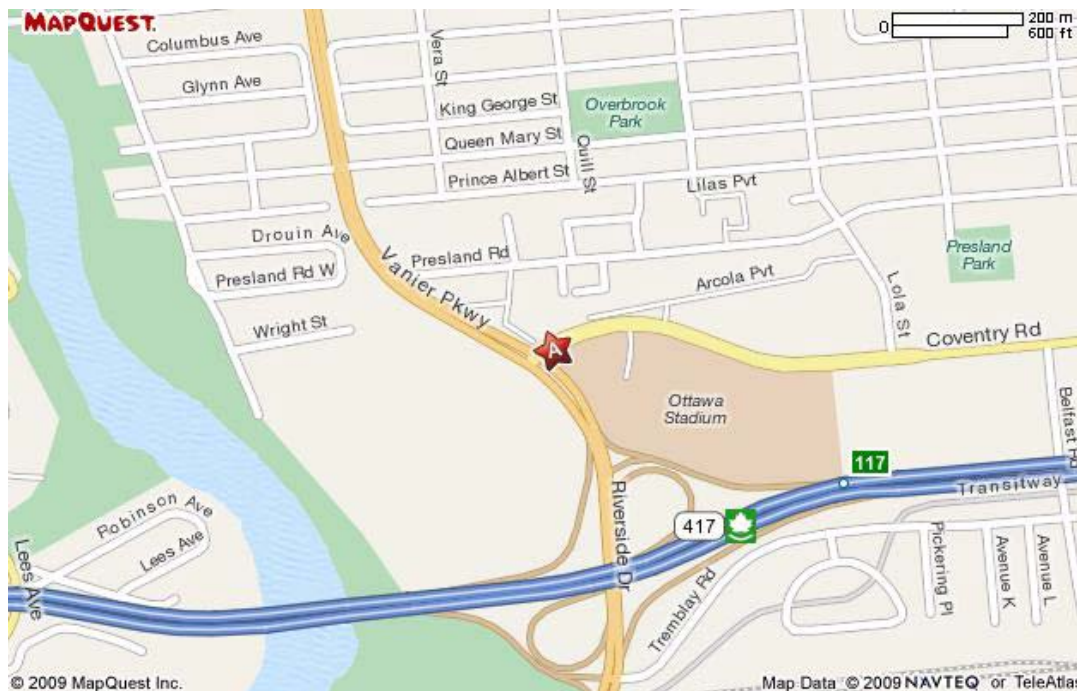 MAPQUEST.
0
200 m
600 ft
Columbus Ave
Vera St
Glynn Ave
King George St
Overbrook
Park
Queen Mary St
Quill St
Prince Albert St
Lilas Pvt
Drouin Ave
Vanier Pkwy
Presland Rd
Presland
Park
Presland Rd W
Arcola Pvt
Lola St
Wright St
Coventry Rd
A
Ottawa
Stadium
Belfast Rd
117
Transitway
Riverside Dr
Robinson Ave
417
Lees Ave
Lees Ave
Tremblay Rd
Pickering Pl
Avenue K
Avenue L
© 2009 MapQuest Inc.
Map Data © 2009 NAVTEQ or TeleAtlas